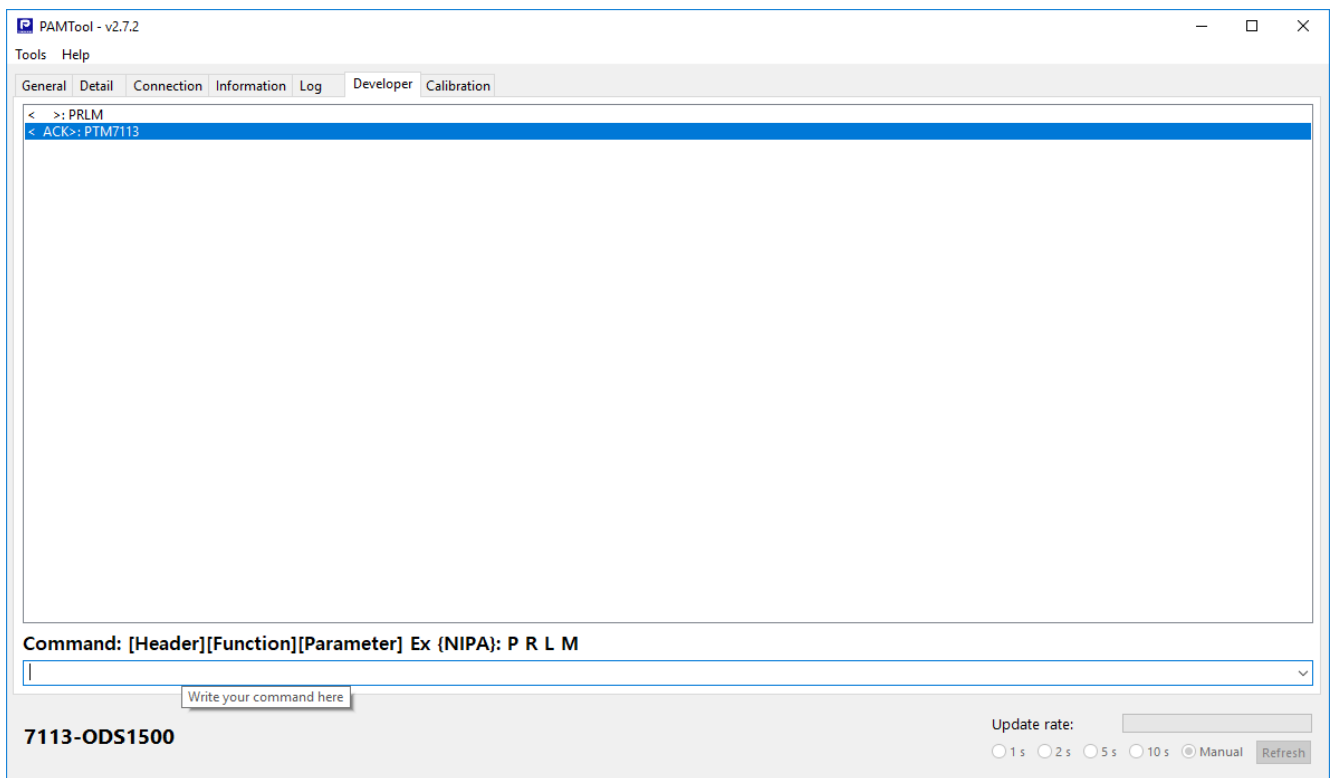 PAMTool - v2.7.2
Tools Help
General Detail Connection Information Log Developer Calibration
< >: PRLM
< ACK>: PTM7113
Command: [Header][Function][Parameter] Ex {NIPA}: P R L M
Write your command here
7113-ODS1500
Update rate:
1 s 2 s 5 s 10 s Manual Refresh